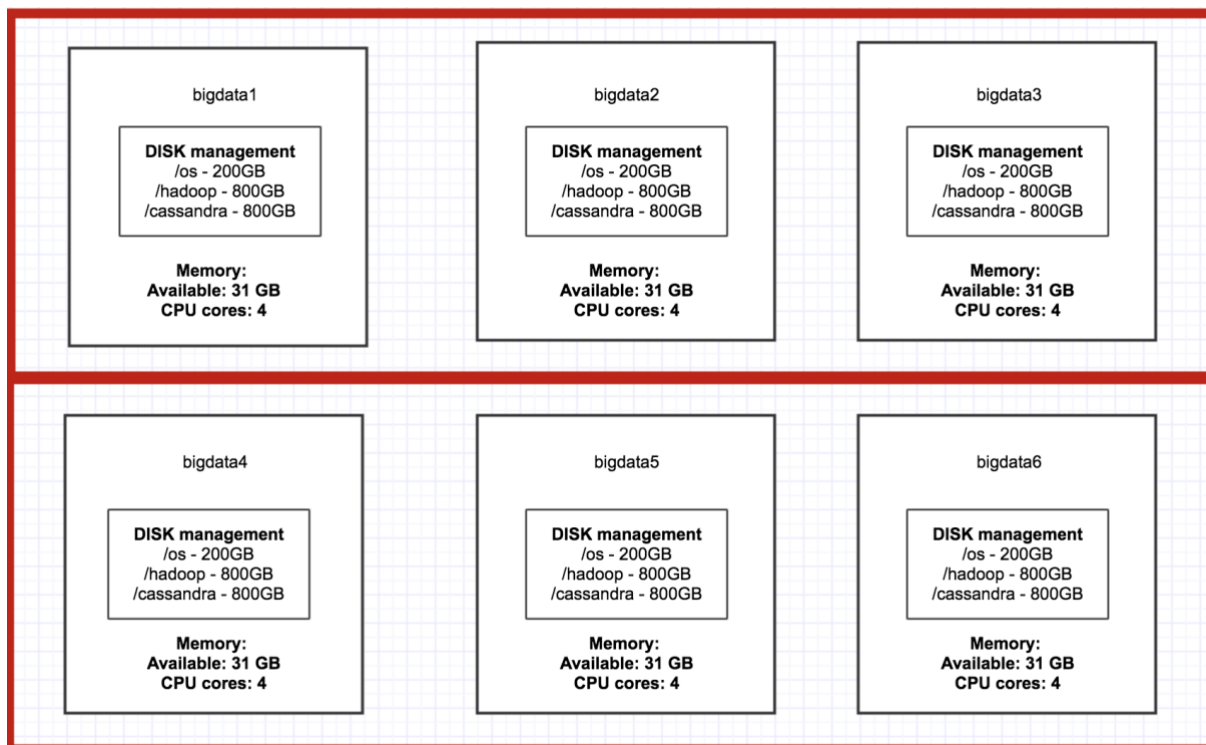 bigdata1
DISK management
/os - 200GB
/hadoop - 800GB
/cassandra - 800GB
Memory:
Available: 31 GB
CPU cores: 4
bigdata2
DISK management
/os - 200GB
/hadoop - 800GB
/cassandra - 800GB
Memory:
Available: 31 GB
CPU cores: 4
bigdata3
DISK management
/os - 200GB
/hadoop - 800GB
/cassandra - 800GB
Memory:
Available: 31 GB
CPU cores: 4
bigdata4
DISK management
/os - 200GB
/hadoop - 800GB
/cassandra - 800GB
Memory:
Available: 31 GB
CPU cores: 4
bigdata5
DISK management
/os - 200GB
/hadoop - 800GB
/cassandra - 800GB
Memory:
Available: 31 GB
CPU cores: 4
bigdata6
DISK management
/os - 200GB
/hadoop - 800GB
/cassandra - 800GB
Memory:
Available: 31 GB
CPU cores: 4